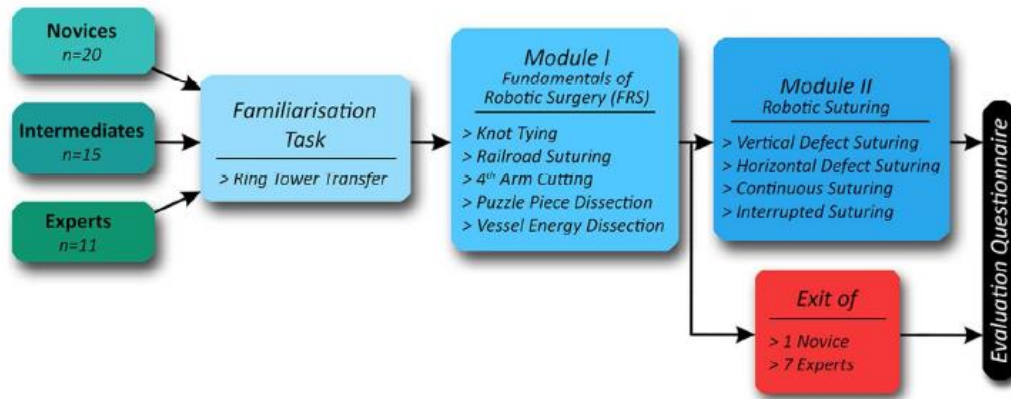 Novices
n=20
Intermediates
n=15
Experts
n=11
Familiarisation
Task
> Ring Tower Transfer
Module I
Fundamentals of
Robotic Surgery (FRS)
> Knot Tying
> Railroad Suturing
> 4th Arm Cutting
> Puzzle Piece Dissection
> Vessel Energy Dissection
Module II
Robotic Suturing
> Vertical Defect Suturing
> Horizontal Defect Suturing
> Continuous Suturing
> Interrupted Suturing
Exit of
> 1 Novice
> 7 Experts
Evaluation Questionnaire